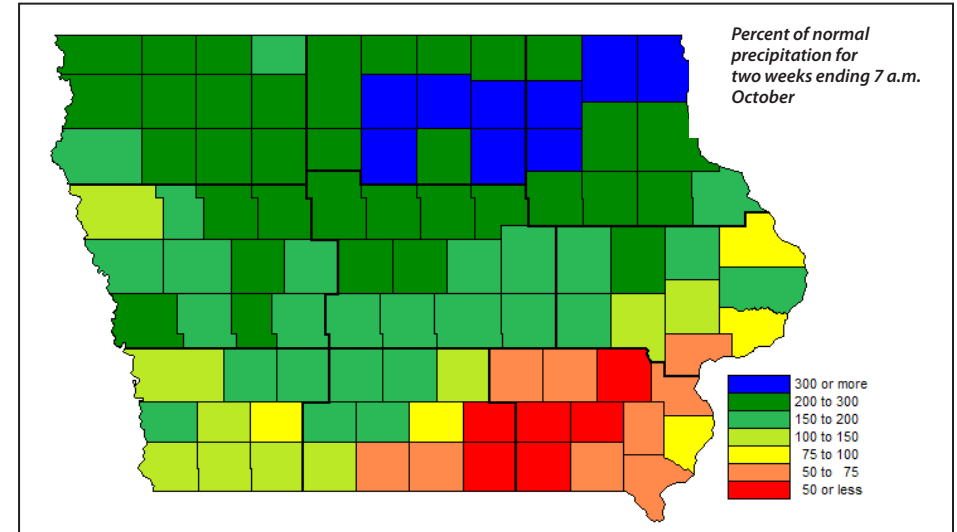 Percent of normal
precipitation for
two weeks ending 7 a.m.
October
300 or more
200 to 300
150 to 200
100 to 150
75 to 100
50 to 75
50 or less